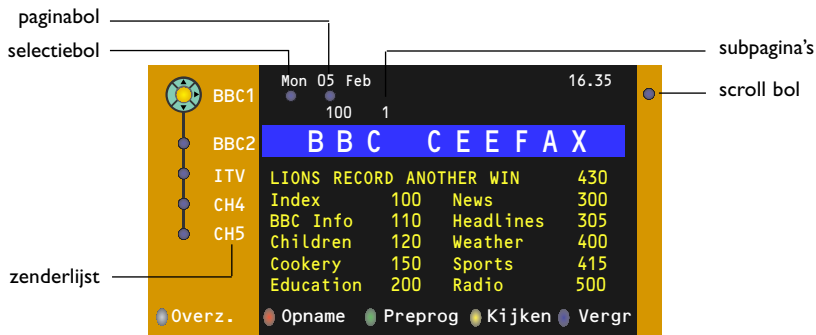 paginabol
selectiebol
subpagina's
Mon 05 Feb 16.35
scroll bol
BBC1
100 1
BBC2
BBC CEEFAX
ITV
LIONS RECORD ANOTHER WIN 430
CH4
Index 100 News 300
BBC Info 110 Headlines 305
CH5
Children 120 Weather 400
zenderlijst
Cookery 150 Sports 415
Education 200 Radio 500
Overz. Opname Preprog Kijken Vergr